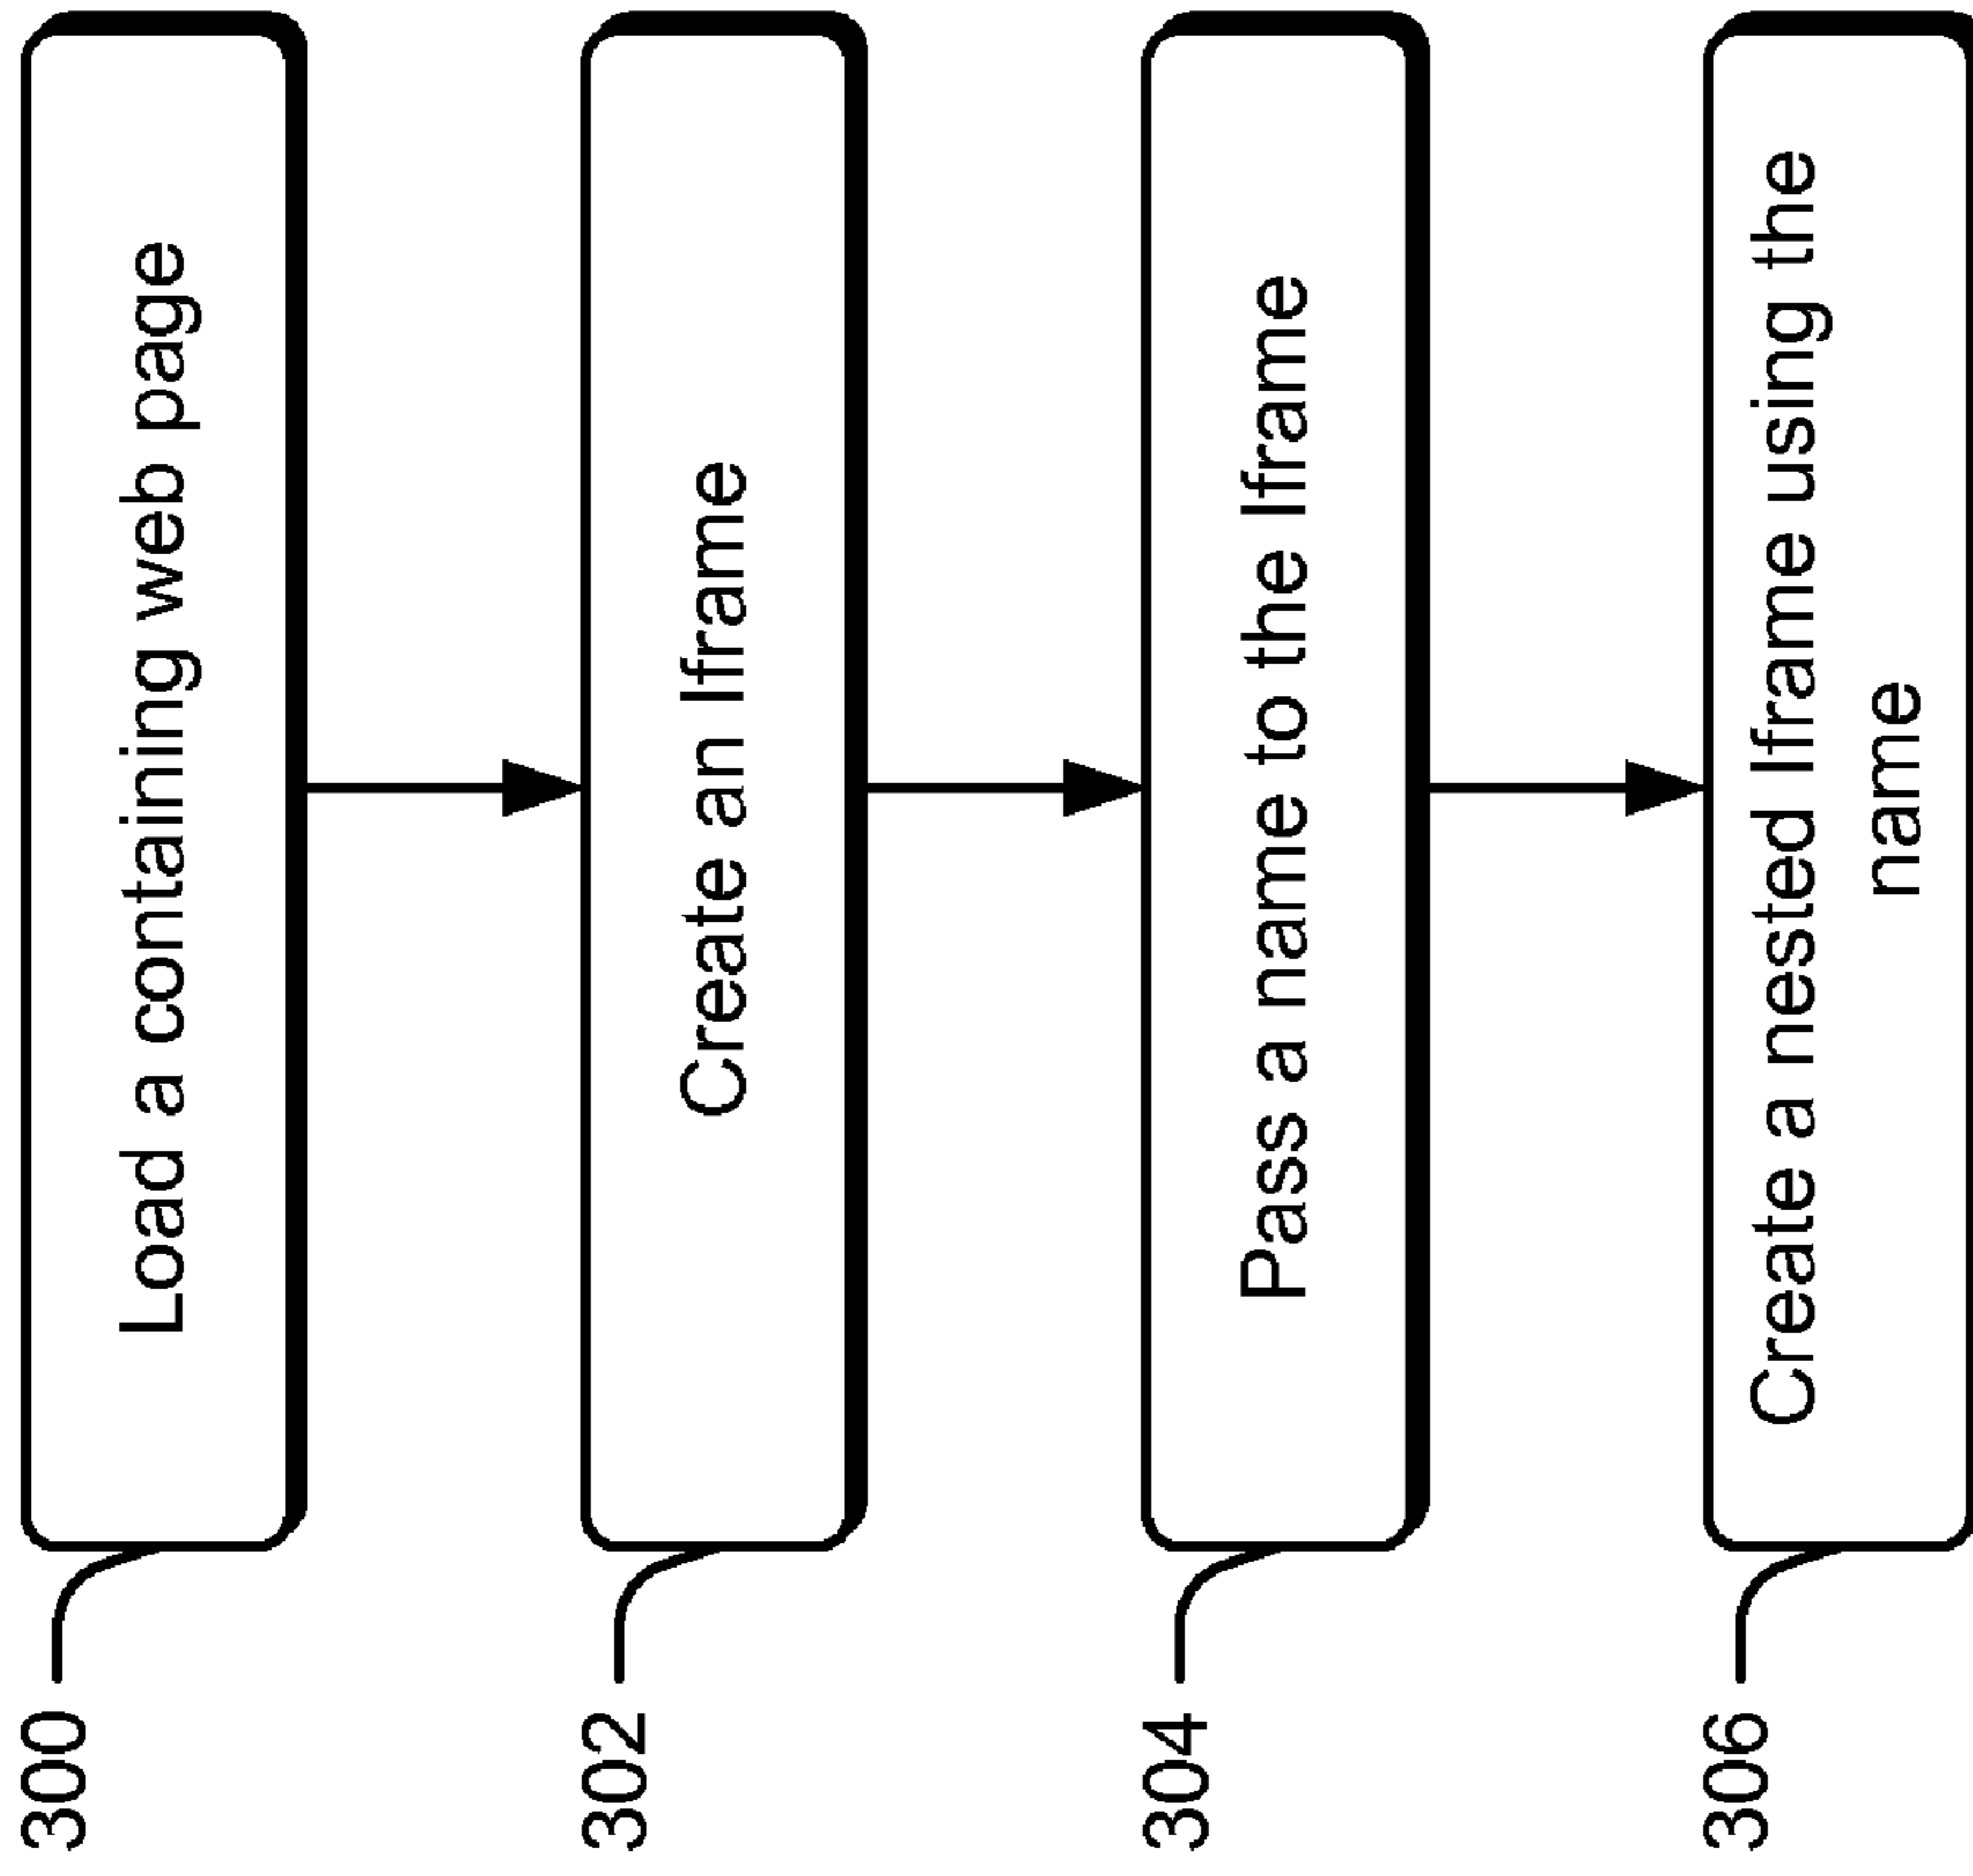 300
Load a containing web page
302
Create an Iframe
304
Pass a name to the Iframe
306
Create a nested Iframe using the
name